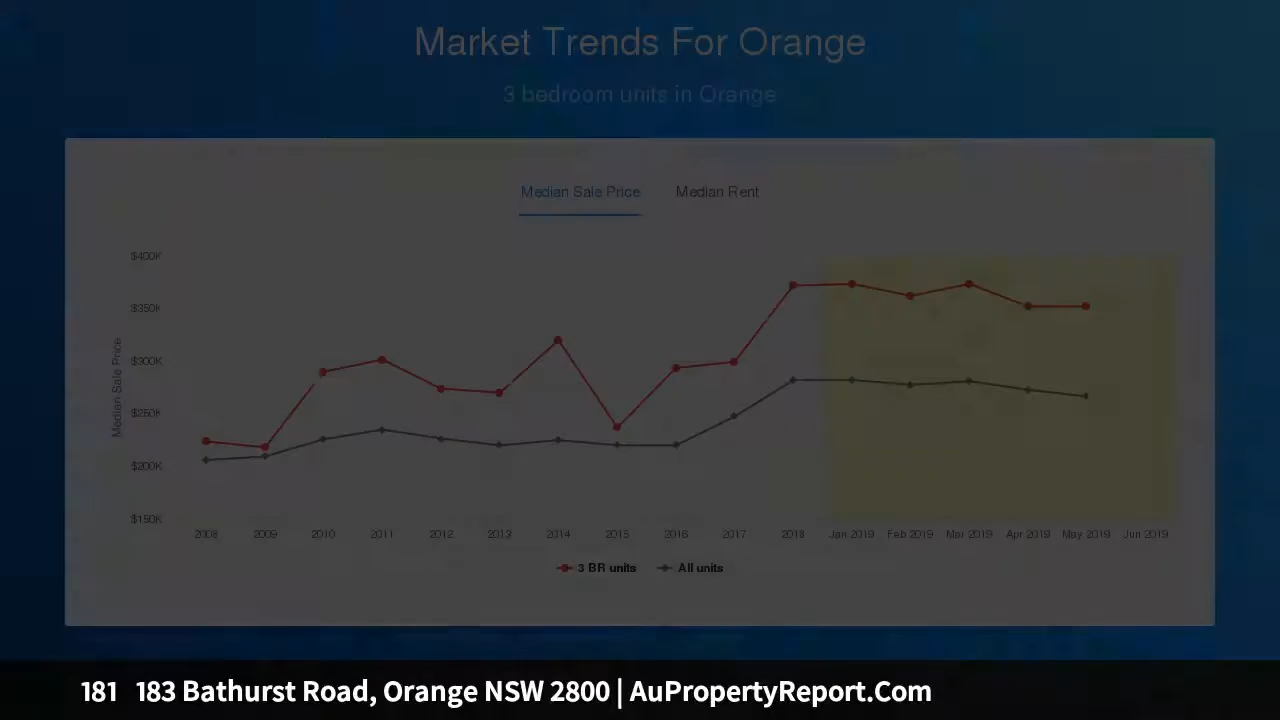 Market Trends For Orange
3 bedroom units in Orange
Median Sale Price Median Rent
$400K
$350K
$300K
$250K
$200K
$150K
Median Sale Price
2008 2009 2010 2011 2012 2013 2014 2015 2016 2017 2018 Jan 2019 Feb 2019 Mar 2019 Apr 2019 May 2019 Jun 2019
3 BR units All units
181 183 Bathurst Road, Orange NSW 2800 | AuPropertyReport.Com